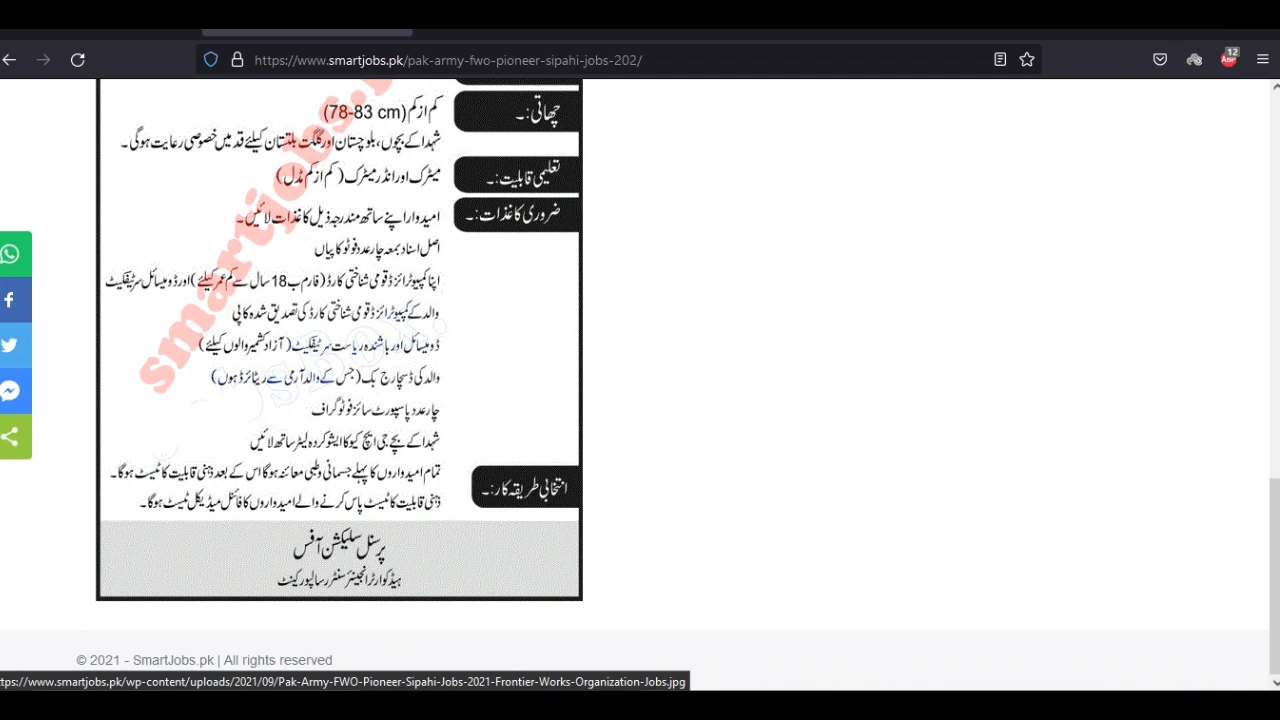 https://www.smartjobs.pk/pak-army-fwo-pioneer-sipahi-jobs-202/
12
ABP
چھاتی:۔ کم از کم (78-83 cm)
شہدا کے بچوں، بلوچستان اور گلگت بلتستان کیلئے قد میں خصوصی رعایت ہوگی ۔
تعلیمی قابلیت:۔ میٹرک اور انڈر میٹرک (کم از کم مڈل)
ضروری کاغذات:۔ امیدوار اپنے ساتھ مندرجہ ذیل کاغذات لائیں۔
اصل اسناد بمعہ چار عدد فوٹو کاپیاں
اپنا کمپیوٹرائزڈ قومی شناختی کارڈ (فارم ب 18 سال سے کم عمر کیلئے) اور ڈومیسائل سرٹیفکیٹ
والد کے کمپیوٹرائزڈ قومی شناختی کارڈ کی تصدیق شدہ کاپی
ڈومیسائل اور باشندہ ریاست سرٹیفکیٹ (آزاد کشمیر والوں کیلئے)
والد کی ڈسچارج بک (جس کے والد آرمی سے ریٹائرڈ ہوں)
چار عدد پاسپورٹ سائز فوٹو گراف
شہدا کے بچے جی ایچ کیو کا ایشو کردہ لیٹر ساتھ لائیں
انتخابی طریقہ کار:۔ تمام امیدواروں کا پہلے جسمانی و طبی معائنہ ہوگا اس کے بعد ذہنی قابلیت کا ٹیسٹ ہوگا۔
ذہنی قابلیت کا ٹیسٹ پاس کرنے والے امیدواروں کا فائنل میڈیکل ٹیسٹ ہوگا۔
پرسنل سلیکشن آفس
ہیڈ کوارٹر انجینئر سنٹر رسالپور کینٹ
smartjobs.
© 2021 - SmartJobs.pk | All rights reserved
ttps://www.smartjobs.pk/wp-content/uploads/2021/09/Pak-Army-FWO-Pioneer-Sipahi-Jobs-2021-Frontier-Works-Organization-Jobs.jpg